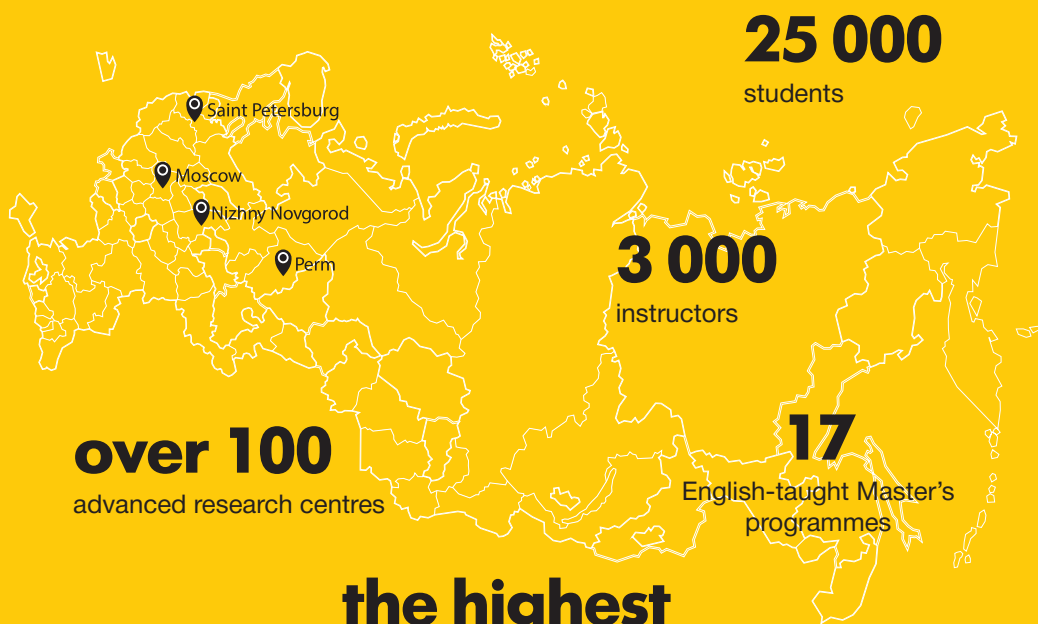 25 000
students
Saint Petersburg
Moscow
Nizhny Novgorod
Perm
3 000
instructors
over 100
advanced research centres
17
English-taught Master's
programmes
the highest